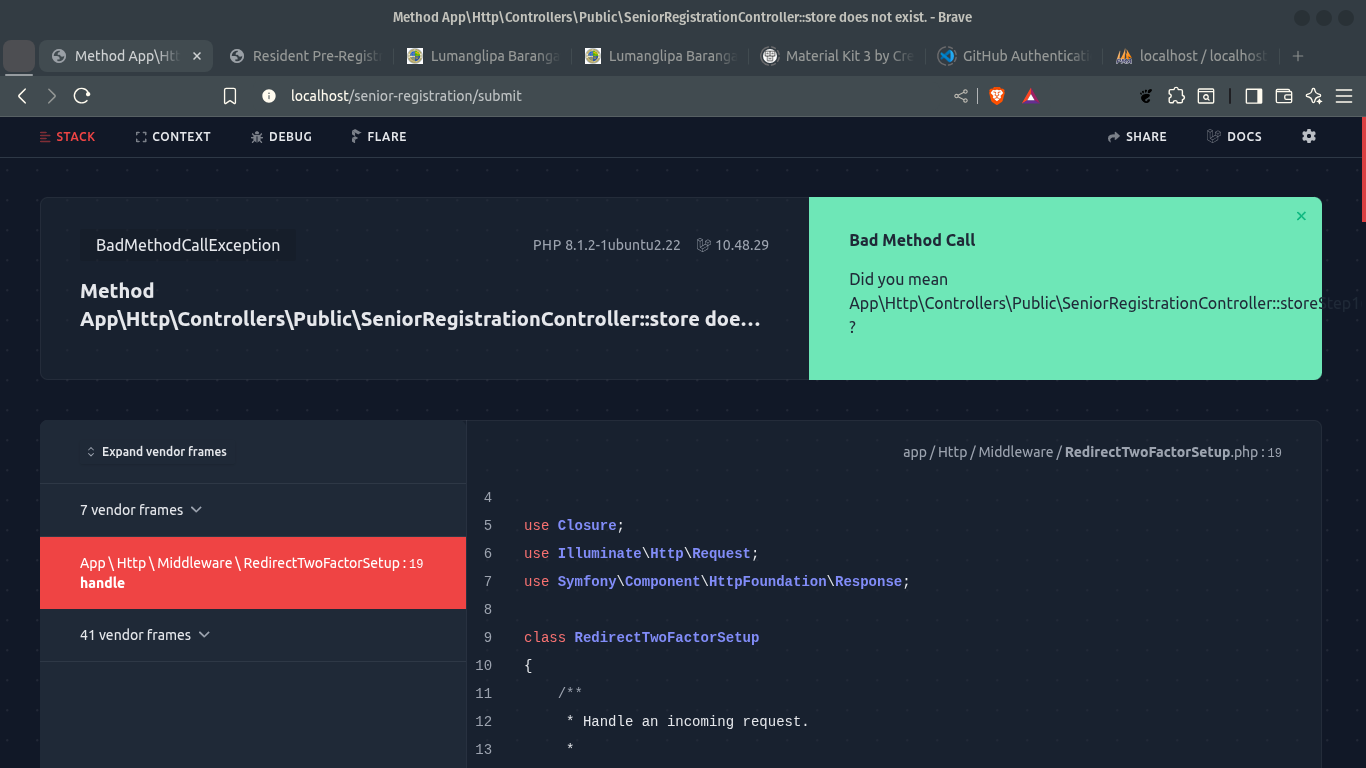 Method App\Http\Controllers\Public\SeniorRegistrationController::store does not exist. - Brave
Method App\Htt
Resident Pre-Registr
Lumanglipa Baranga
Lumanglipa Baranga
Material Kit 3 by Cre
GitHub Authenticati
localhost / localhost
localhost/senior-registration/submit
STACK
CONTEXT
DEBUG
FLARE
SHARE
DOCS
BadMethodCallException
PHP 8.1.2-1ubuntu2.22
10.48.29
Method
App\Http\Controllers\Public\SeniorRegistrationController::store doe…
Bad Method Call
Did you mean
App\Http\Controllers\Public\SeniorRegistrationController::storeStep1
?
Expand vendor frames
7 vendor frames
App \ Http \ Middleware \ RedirectTwoFactorSetup : 19
handle
41 vendor frames
app / Http / Middleware / RedirectTwoFactorSetup.php : 19
4
5 use Closure;
6 use Illuminate\Http\Request;
7 use Symfony\Component\HttpFoundation\Response;
8
9 class RedirectTwoFactorSetup
10 {
11 /**
12 * Handle an incoming request.
13 *